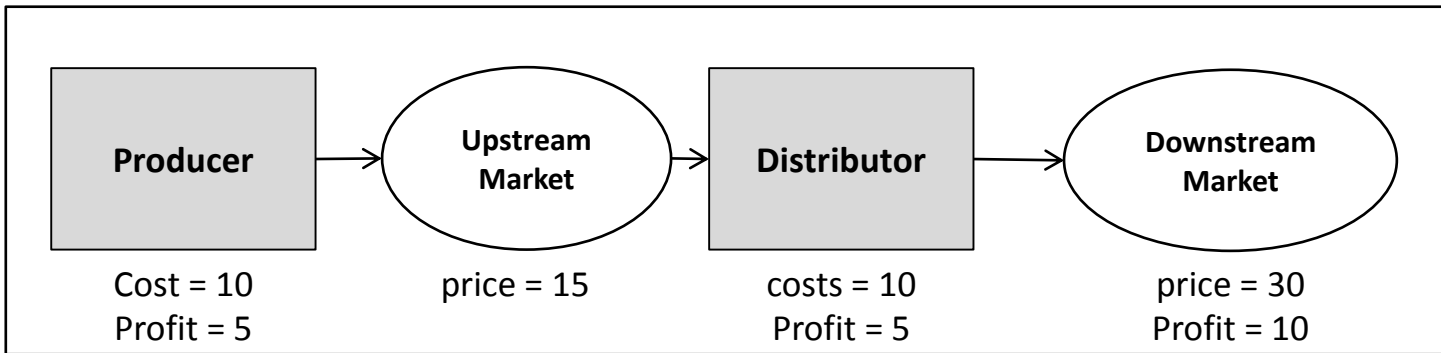 Producer
Upstream
Market
Distributor
Downstream
Market
Cost = 10
Profit = 5
price = 15
costs = 10
Profit = 5
price = 30
Profit = 10